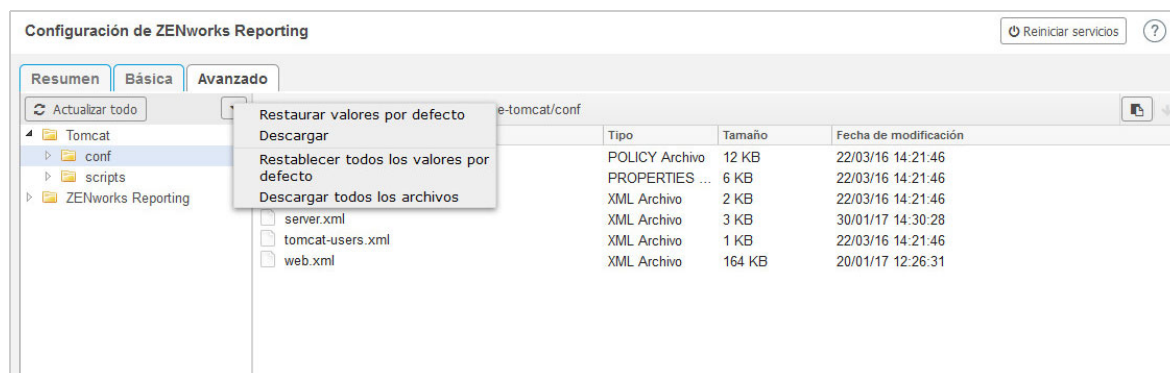 Configuración de ZENworks Reporting
Reiniciar servicios
?
Resumen
Básica
Avanzado
Actualizar todo
e-tomcat/conf
Restaurar valores por defecto
Descargar
Restablecer todos los valores por
defecto
Descargar todos los archivos
Tomcat
conf
scripts
ZENworks Reporting
Tipo Tamaño Fecha de modificación
POLICY Archivo 12 KB 22/03/16 14:21:46
PROPERTIES ... 6 KB 22/03/16 14:21:46
XML Archivo 2 KB 22/03/16 14:21:46
server.xml XML Archivo 3 KB 30/01/17 14:30:28
tomcat-users.xml XML Archivo 1 KB 22/03/16 14:21:46
web.xml XML Archivo 164 KB 20/01/17 12:26:31